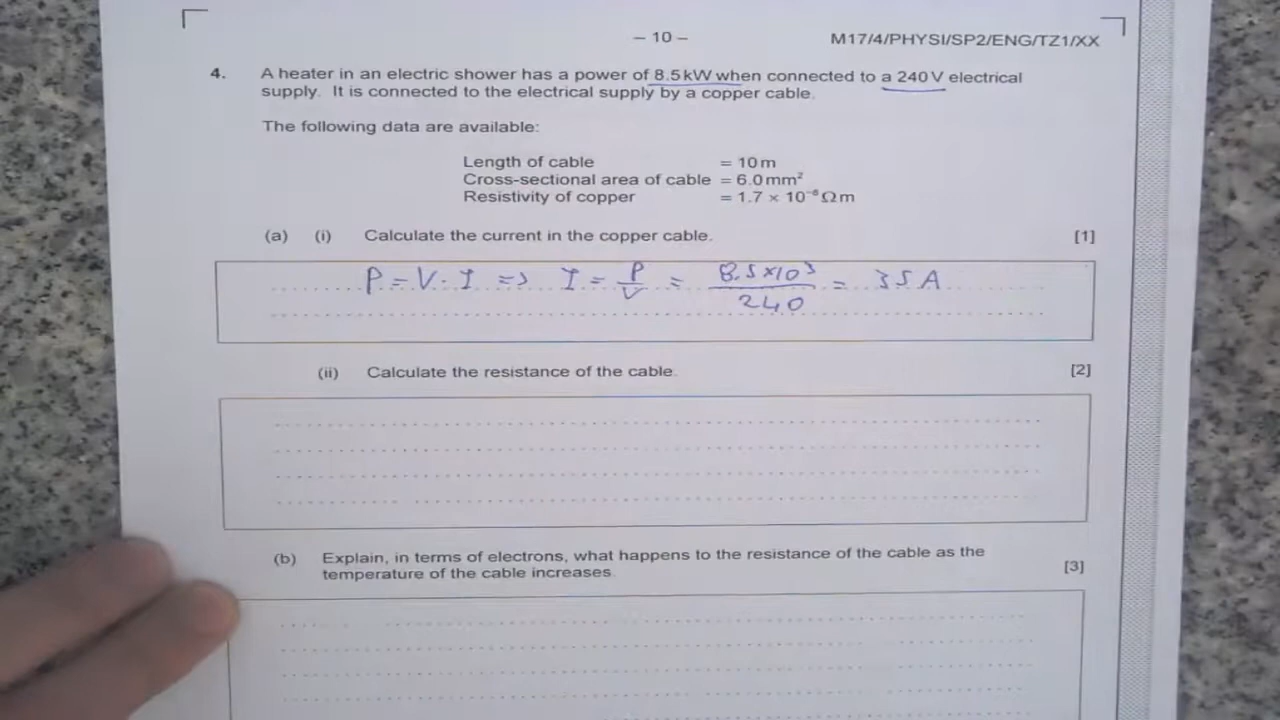 – 10 –
M17/4/PHYSI/SP2/ENG/TZ1/XX
4. A heater in an electric shower has a power of 8.5 kW when connected to a 240 V electrical
supply. It is connected to the electrical supply by a copper cable.
The following data are available:
Length of cable = 10 m
Cross-sectional area of cable = 6.0 mm²
Resistivity of copper = 1.7 × 10⁻⁸ Ω m
(a) (i) Calculate the current in the copper cable. [1]
P = V · I => I = P/V = 8.5×10³/240 = 35 A
(ii) Calculate the resistance of the cable. [2]
(b) Explain, in terms of electrons, what happens to the resistance of the cable as the
temperature of the cable increases. [3]